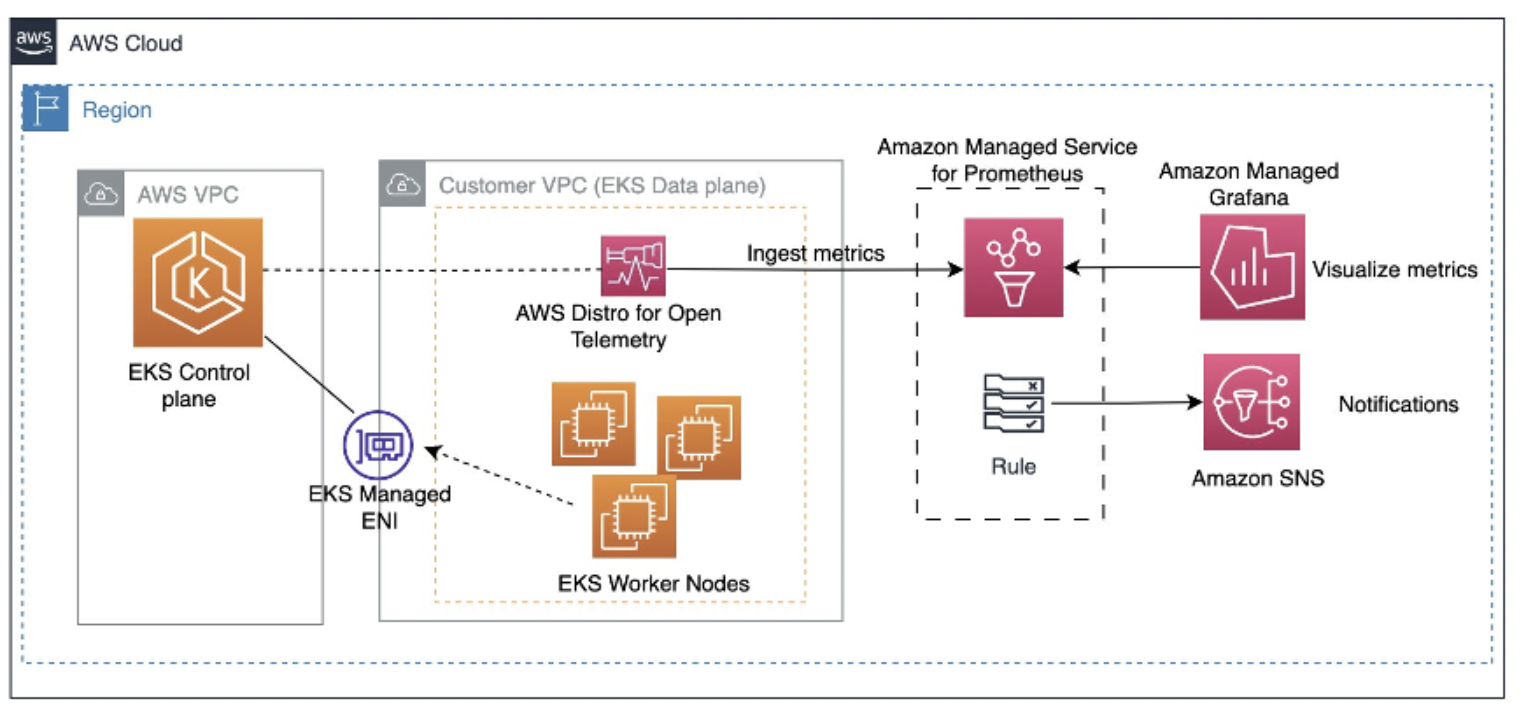 aws
AWS Cloud
Region
AWS VPC
EKS Control
plane
EKS Managed
ENI
Customer VPC (EKS Data plane)
AWS Distro for Open
Telemetry
EKS Worker Nodes
Ingest metrics
Amazon Managed Service
for Prometheus
Rule
Amazon Managed
Grafana
Visualize metrics
Amazon SNS
Notifications